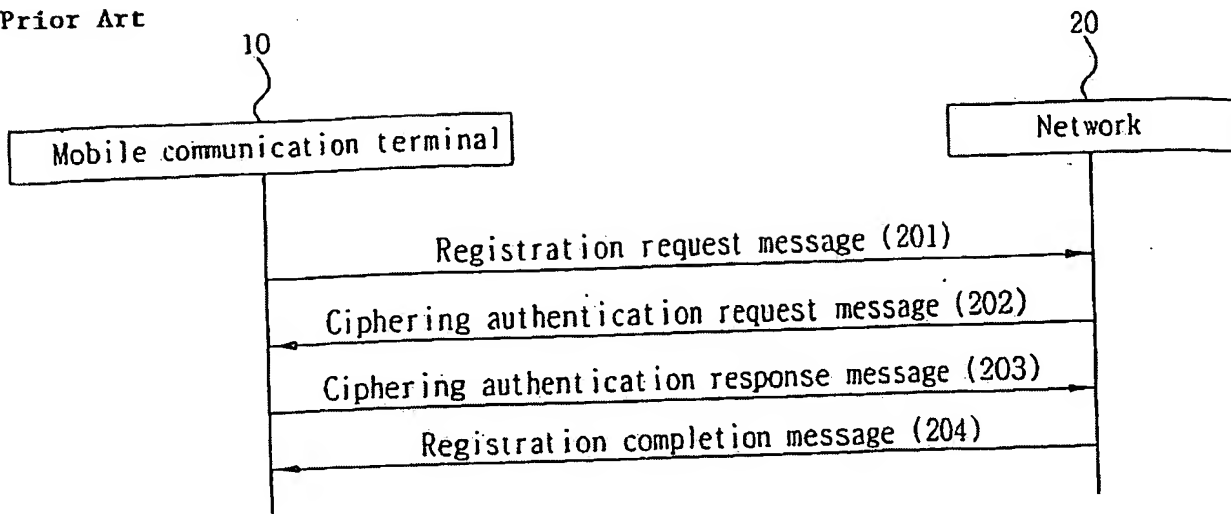 Prior Art
10
20
Mobile communication terminal
Network
Registration request message (201)
Ciphering authentication request message (202)
Ciphering authentication response message (203)
Registration completion message (204)